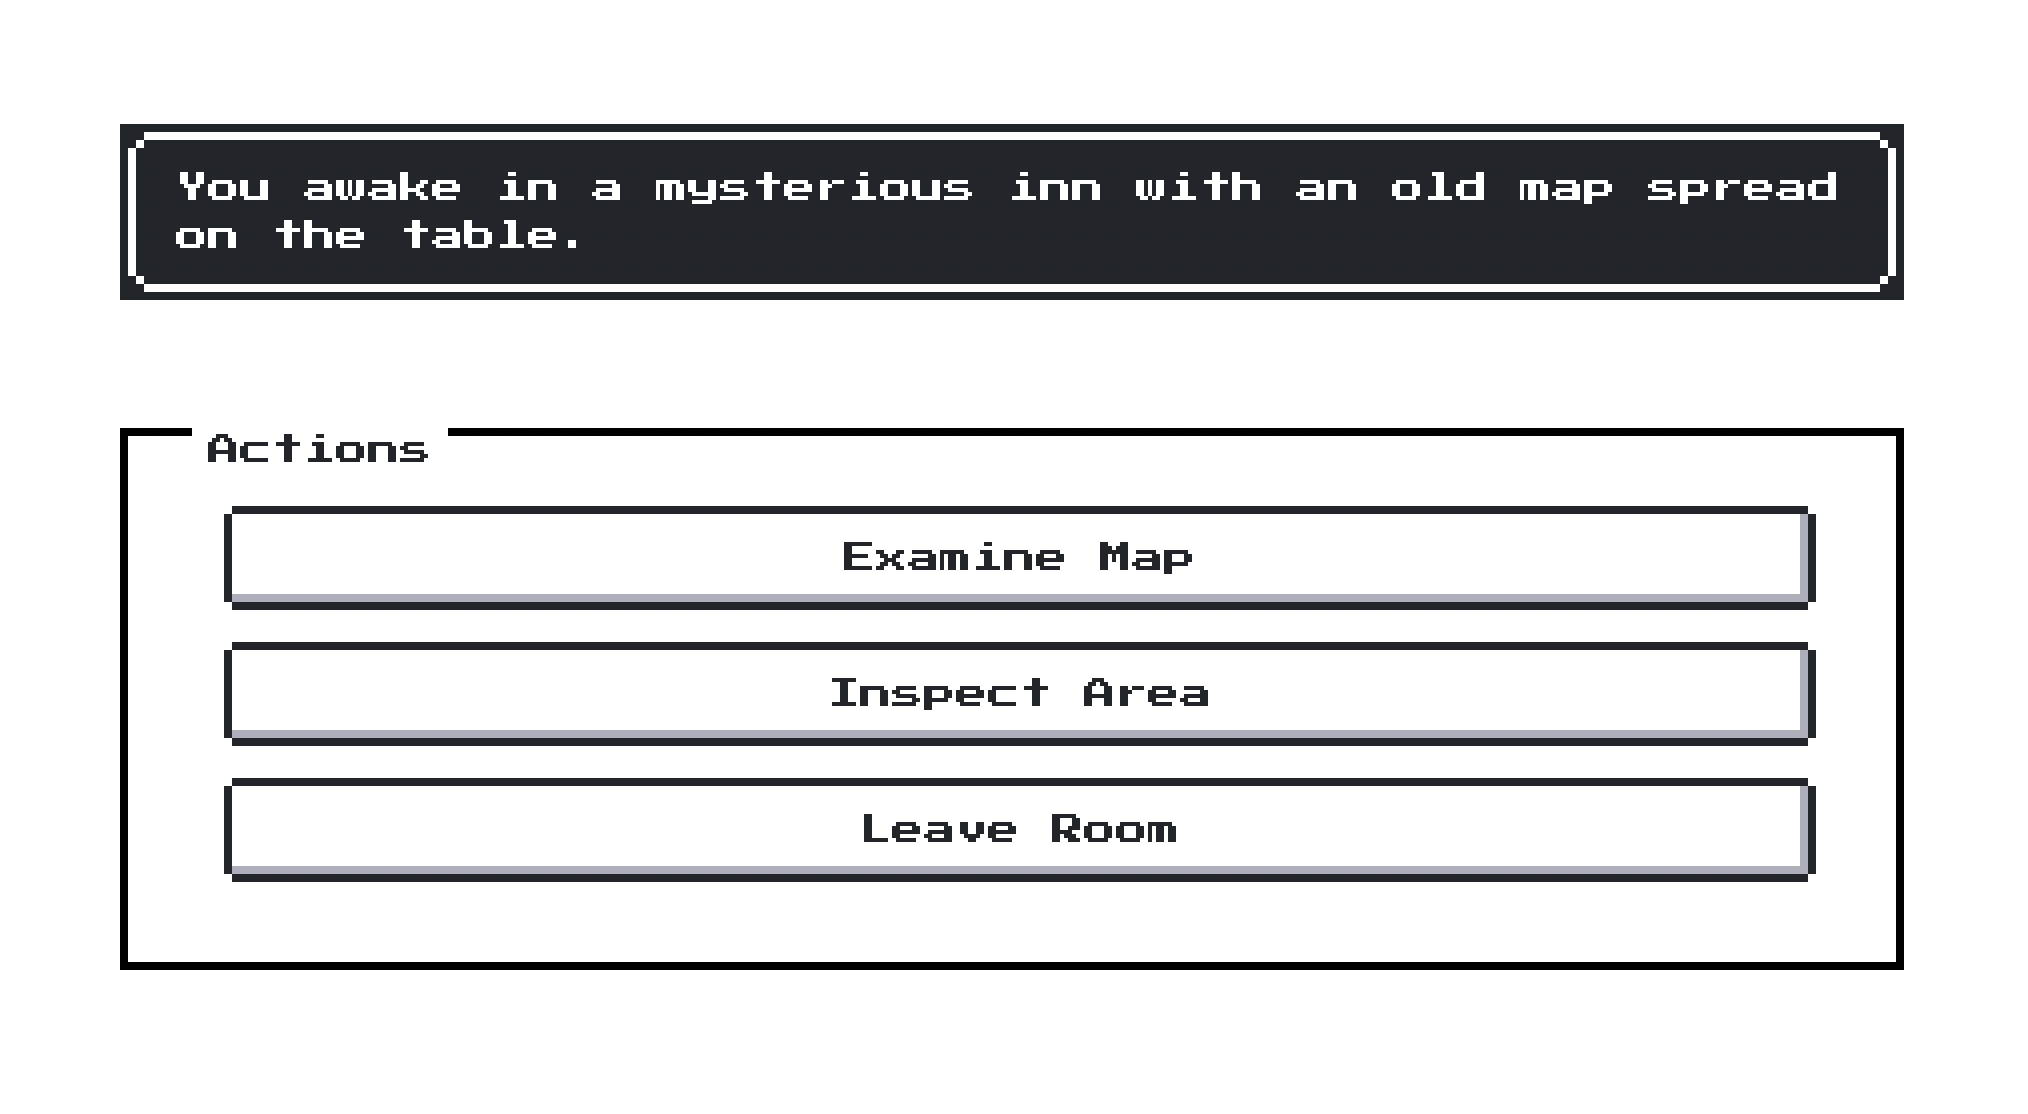 You awake in a mysterious inn with an old map spread
on the table.
Actions
Examine Map
Inspect Area
Leave Room